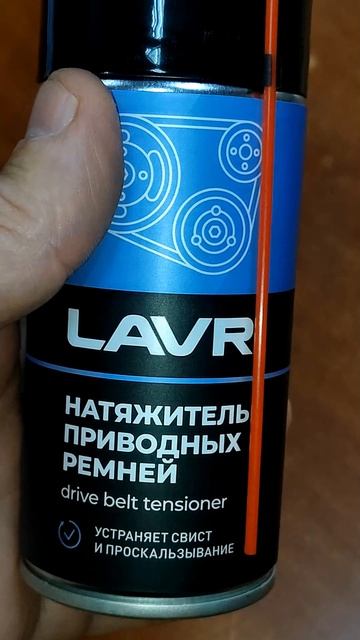 LAVR
НАТЯЖИТЕЛЬ
ПРИВОДНЫХ
РЕМНЕЙ
drive belt tensioner
УСТРАНЯЕТ СВИСТ
И ПРОСКАЛЬЗЫВАНИЕ